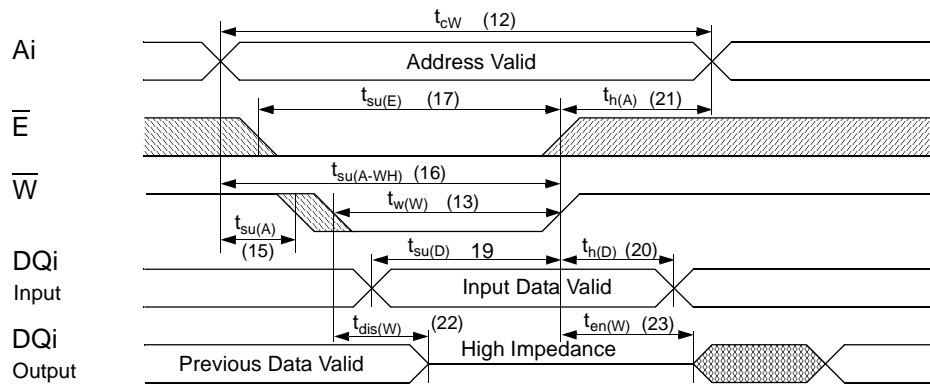 tcW (12)
Ai
Address Valid
tsu(E) (17)
th(A) (21)
E
tsu(A-WH) (16)
W
tw(W) (13)
tsu(A)
(15)
tsu(D) 19
th(D) (20)
DQi
Input
Input Data Valid
tdis(W) (22)
ten(W) (23)
DQi
Output
Previous Data Valid
High Impedance